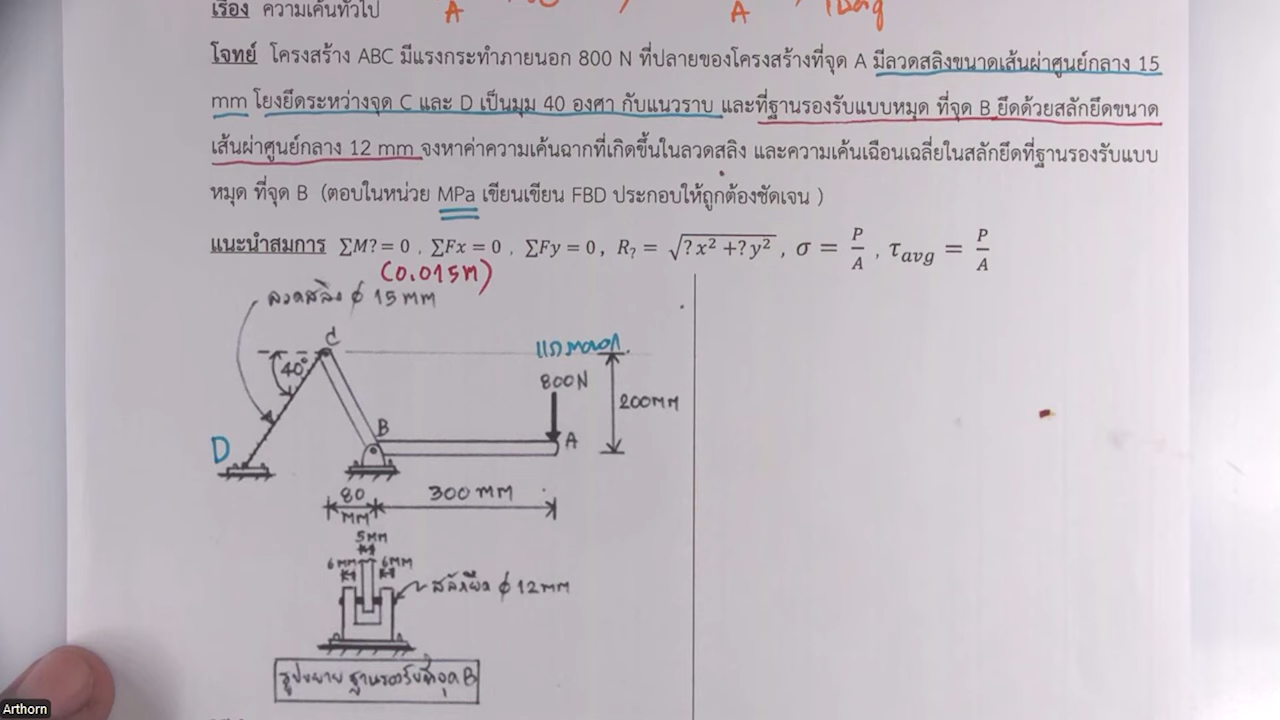 เรื่อง ความเค้นทั่วไป
A
A
โจทย์ โครงสร้าง ABC มีแรงกระทำภายนอก 800 N ที่ปลายของโครงสร้างที่จุด A มีลวดสลิงขนาดเส้นผ่าศูนย์กลาง 15
mm โยงยึดระหว่างจุด C และ D เป็นมุม 40 องศา กับแนวราบ และที่ฐานรองรับแบบหมุด ที่จุด B ยึดด้วยสลักยึดขนาด
เส้นผ่าศูนย์กลาง 12 mm จงหาค่าความเค้นฉากที่เกิดขึ้นในลวดสลิง และความเค้นเฉือนเฉลี่ยในสลักยึดที่ฐานรองรับแบบ
หมุด ที่จุด B (ตอบในหน่วย MPa เขียนเขียน FBD ประกอบให้ถูกต้องชัดเจน )
แนะนำสมการ ∑M? = 0 , ∑Fx = 0 , ∑Fy = 0, R? = √?x² +?y² , σ = P/A , τavg = P/A
(0.015m)
ลวดสลิง ϕ 15 mm
C
40°
800N
200mm
D
B
A
80
mm
300 mm
5mm
6mm
6mm
สลักยึด ϕ 12mm
รูปขยาย ฐานรองรับที่จุด B
Arthorn